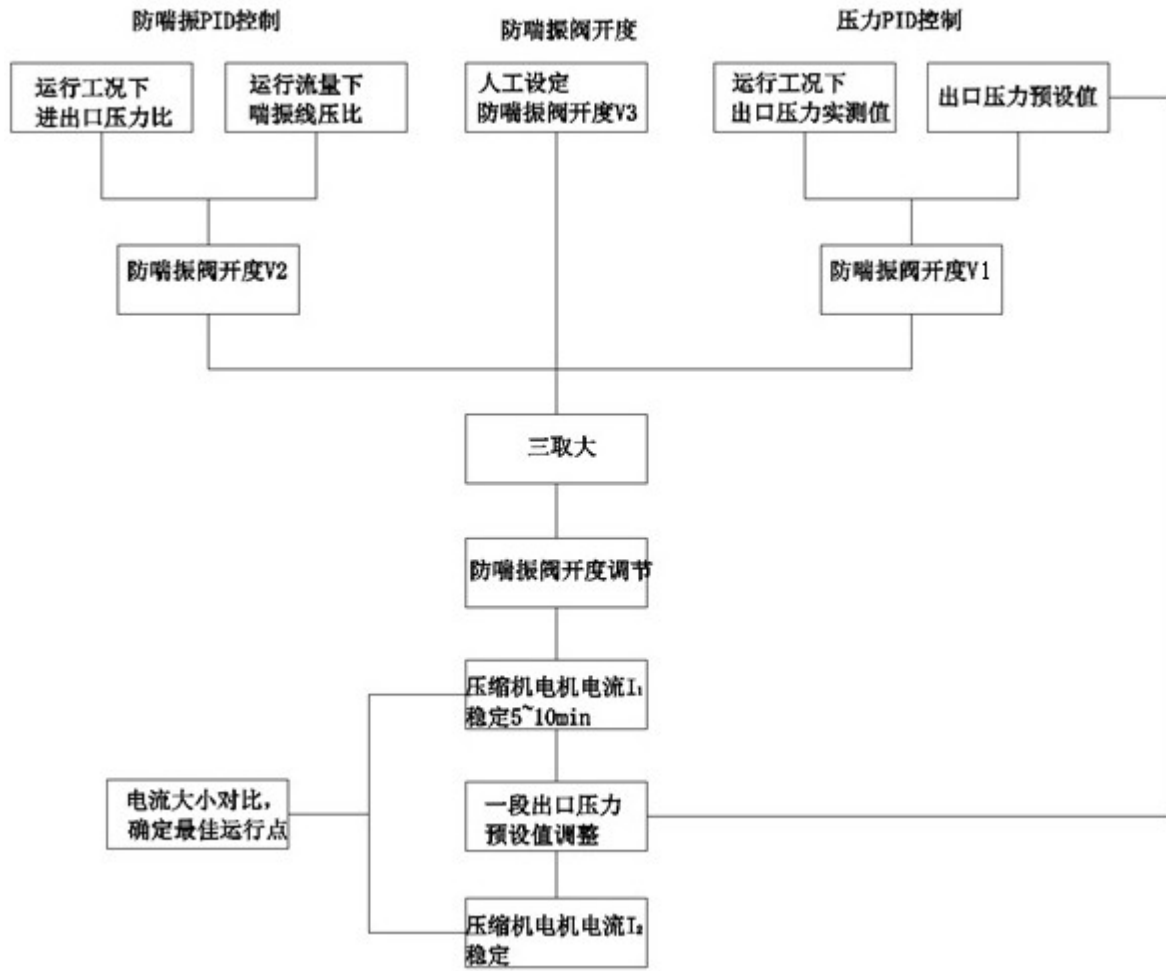 防喘振PID控制
防喘振阀开度
压力PID控制
运行工况下
进出口压力比
运行流量下
喘振线压比
人工设定
防喘振阀开度V3
运行工况下
出口压力实测值
出口压力预设值
防喘振阀开度V2
防喘振阀开度V1
三取大
防喘振阀开度调节
压缩机电机电流I₁
稳定5~10min
电流大小对比，
确定最佳运行点
一段出口压力
预设值调整
压缩机电机电流I₂
稳定